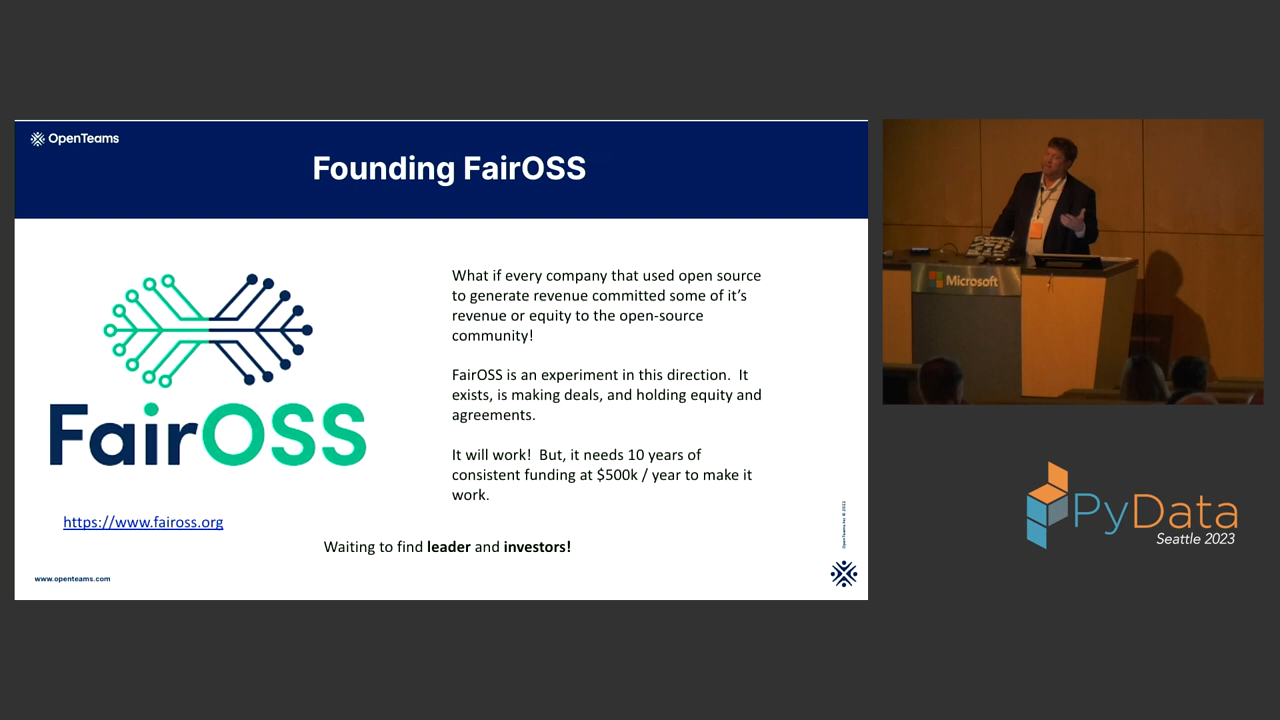 OpenTeams
Founding FairOSS
What if every company that used open source
to generate revenue committed some of it's
revenue or equity to the open-source
community!
FairOSS is an experiment in this direction.  It
exists, is making deals, and holding equity and
agreements.
It will work!  But, it needs 10 years of
consistent funding at $500k / year to make it
work.
FairOSS
https://www.faiross.org
Waiting to find leader and investors!
www.openteams.com
Microsoft
PyData
Seattle 2023